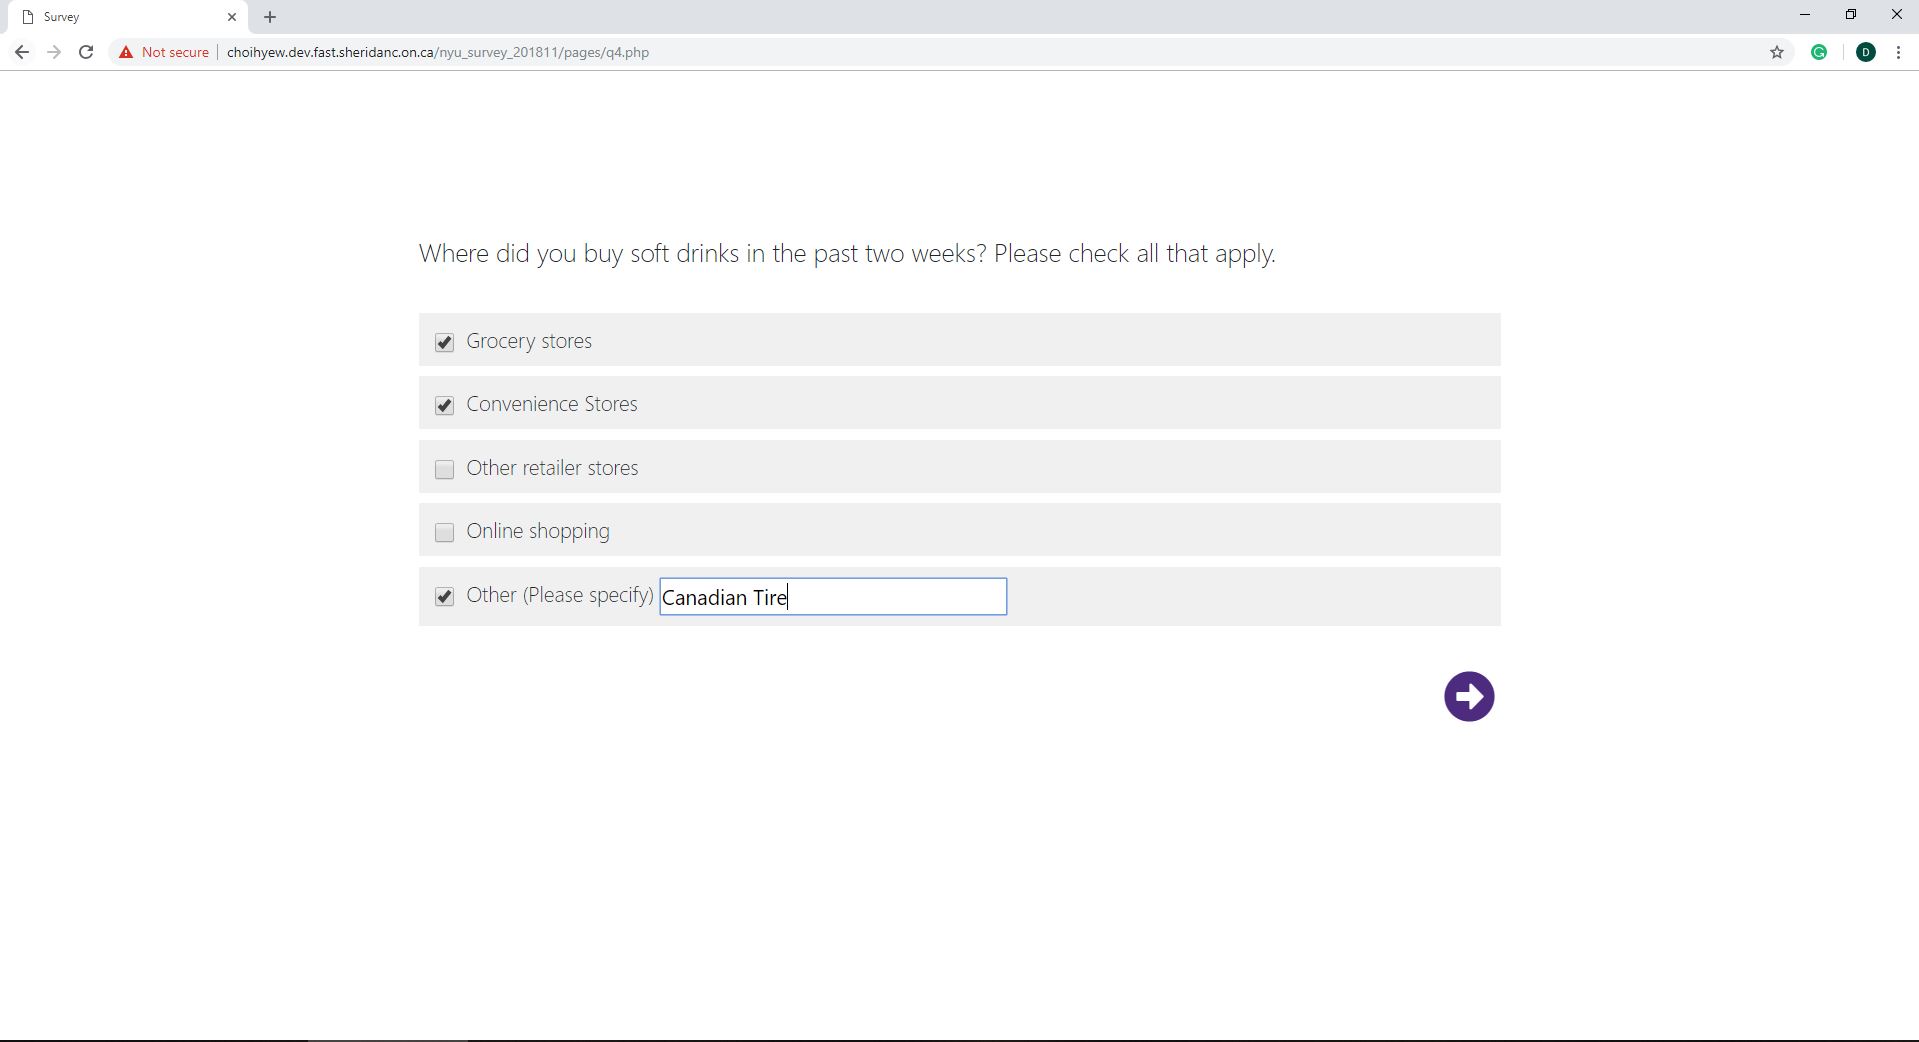 Survey
Not secure
choihyew.dev.fast.sheridanc.on.ca/nyu_survey_201811/pages/q4.php
D
Where did you buy soft drinks in the past two weeks? Please check all that apply.
Grocery stores
Convenience Stores
Other retailer stores
Online shopping
Other (Please specify) Canadian Tire